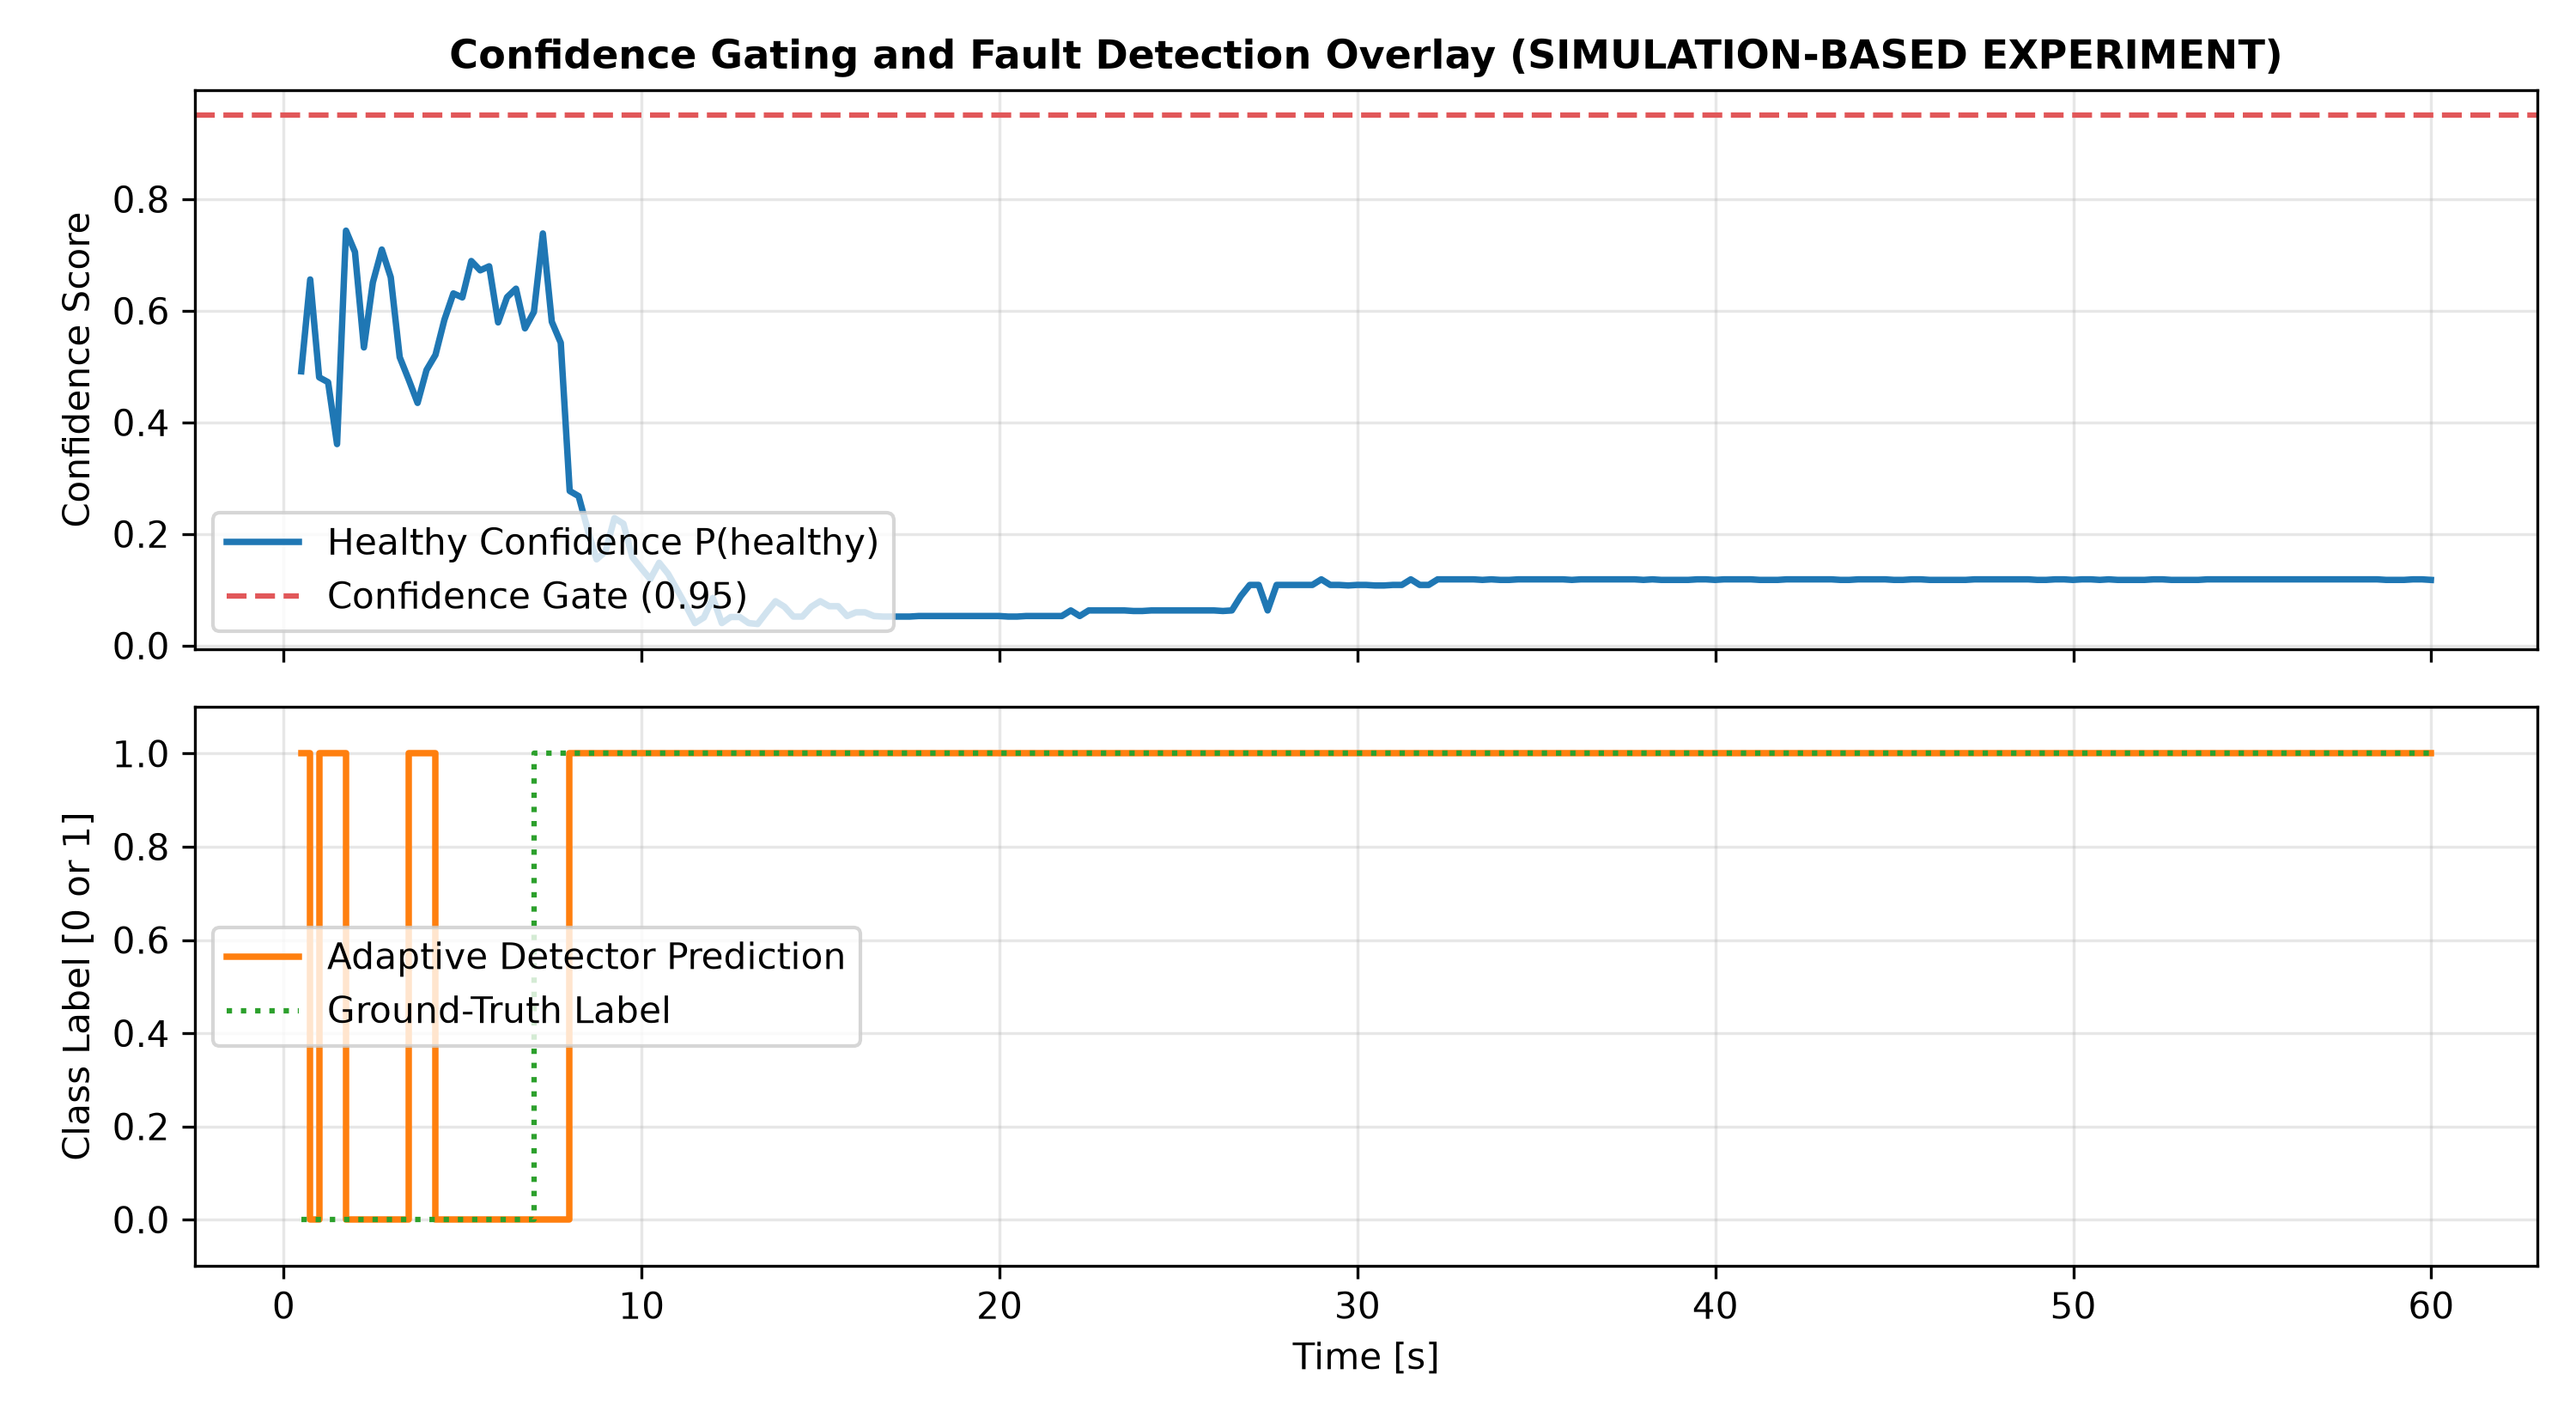 Confidence Gating and Fault Detection Overlay (SIMULATION-BASED EXPERIMENT)
Confidence Score
0.8
0.6
0.4
0.2
0.0
Healthy Confidence P(healthy)
Confidence Gate (0.95)
Class Label [0 or 1]
1.0
0.8
0.6
0.4
0.2
0.0
Adaptive Detector Prediction
Ground-Truth Label
0 10 20 30 40 50 60
Time [s]